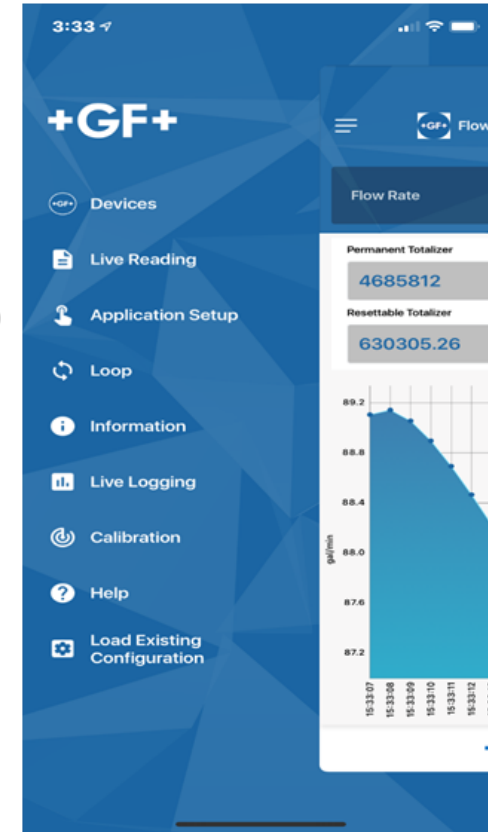 3:33
+GF+
Devices
Live Reading
Application Setup
Loop
Information
Live Logging
Calibration
Help
Load Existing
Configuration
+GF+ Flow
Flow Rate
Permanent Totalizer
4685812
Resettable Totalizer
630305.26
gal/min
89.2
88.8
88.4
88.0
87.6
87.2
15:33:07
15:33:08
15:33:09
15:33:10
15:33:11
15:33:12